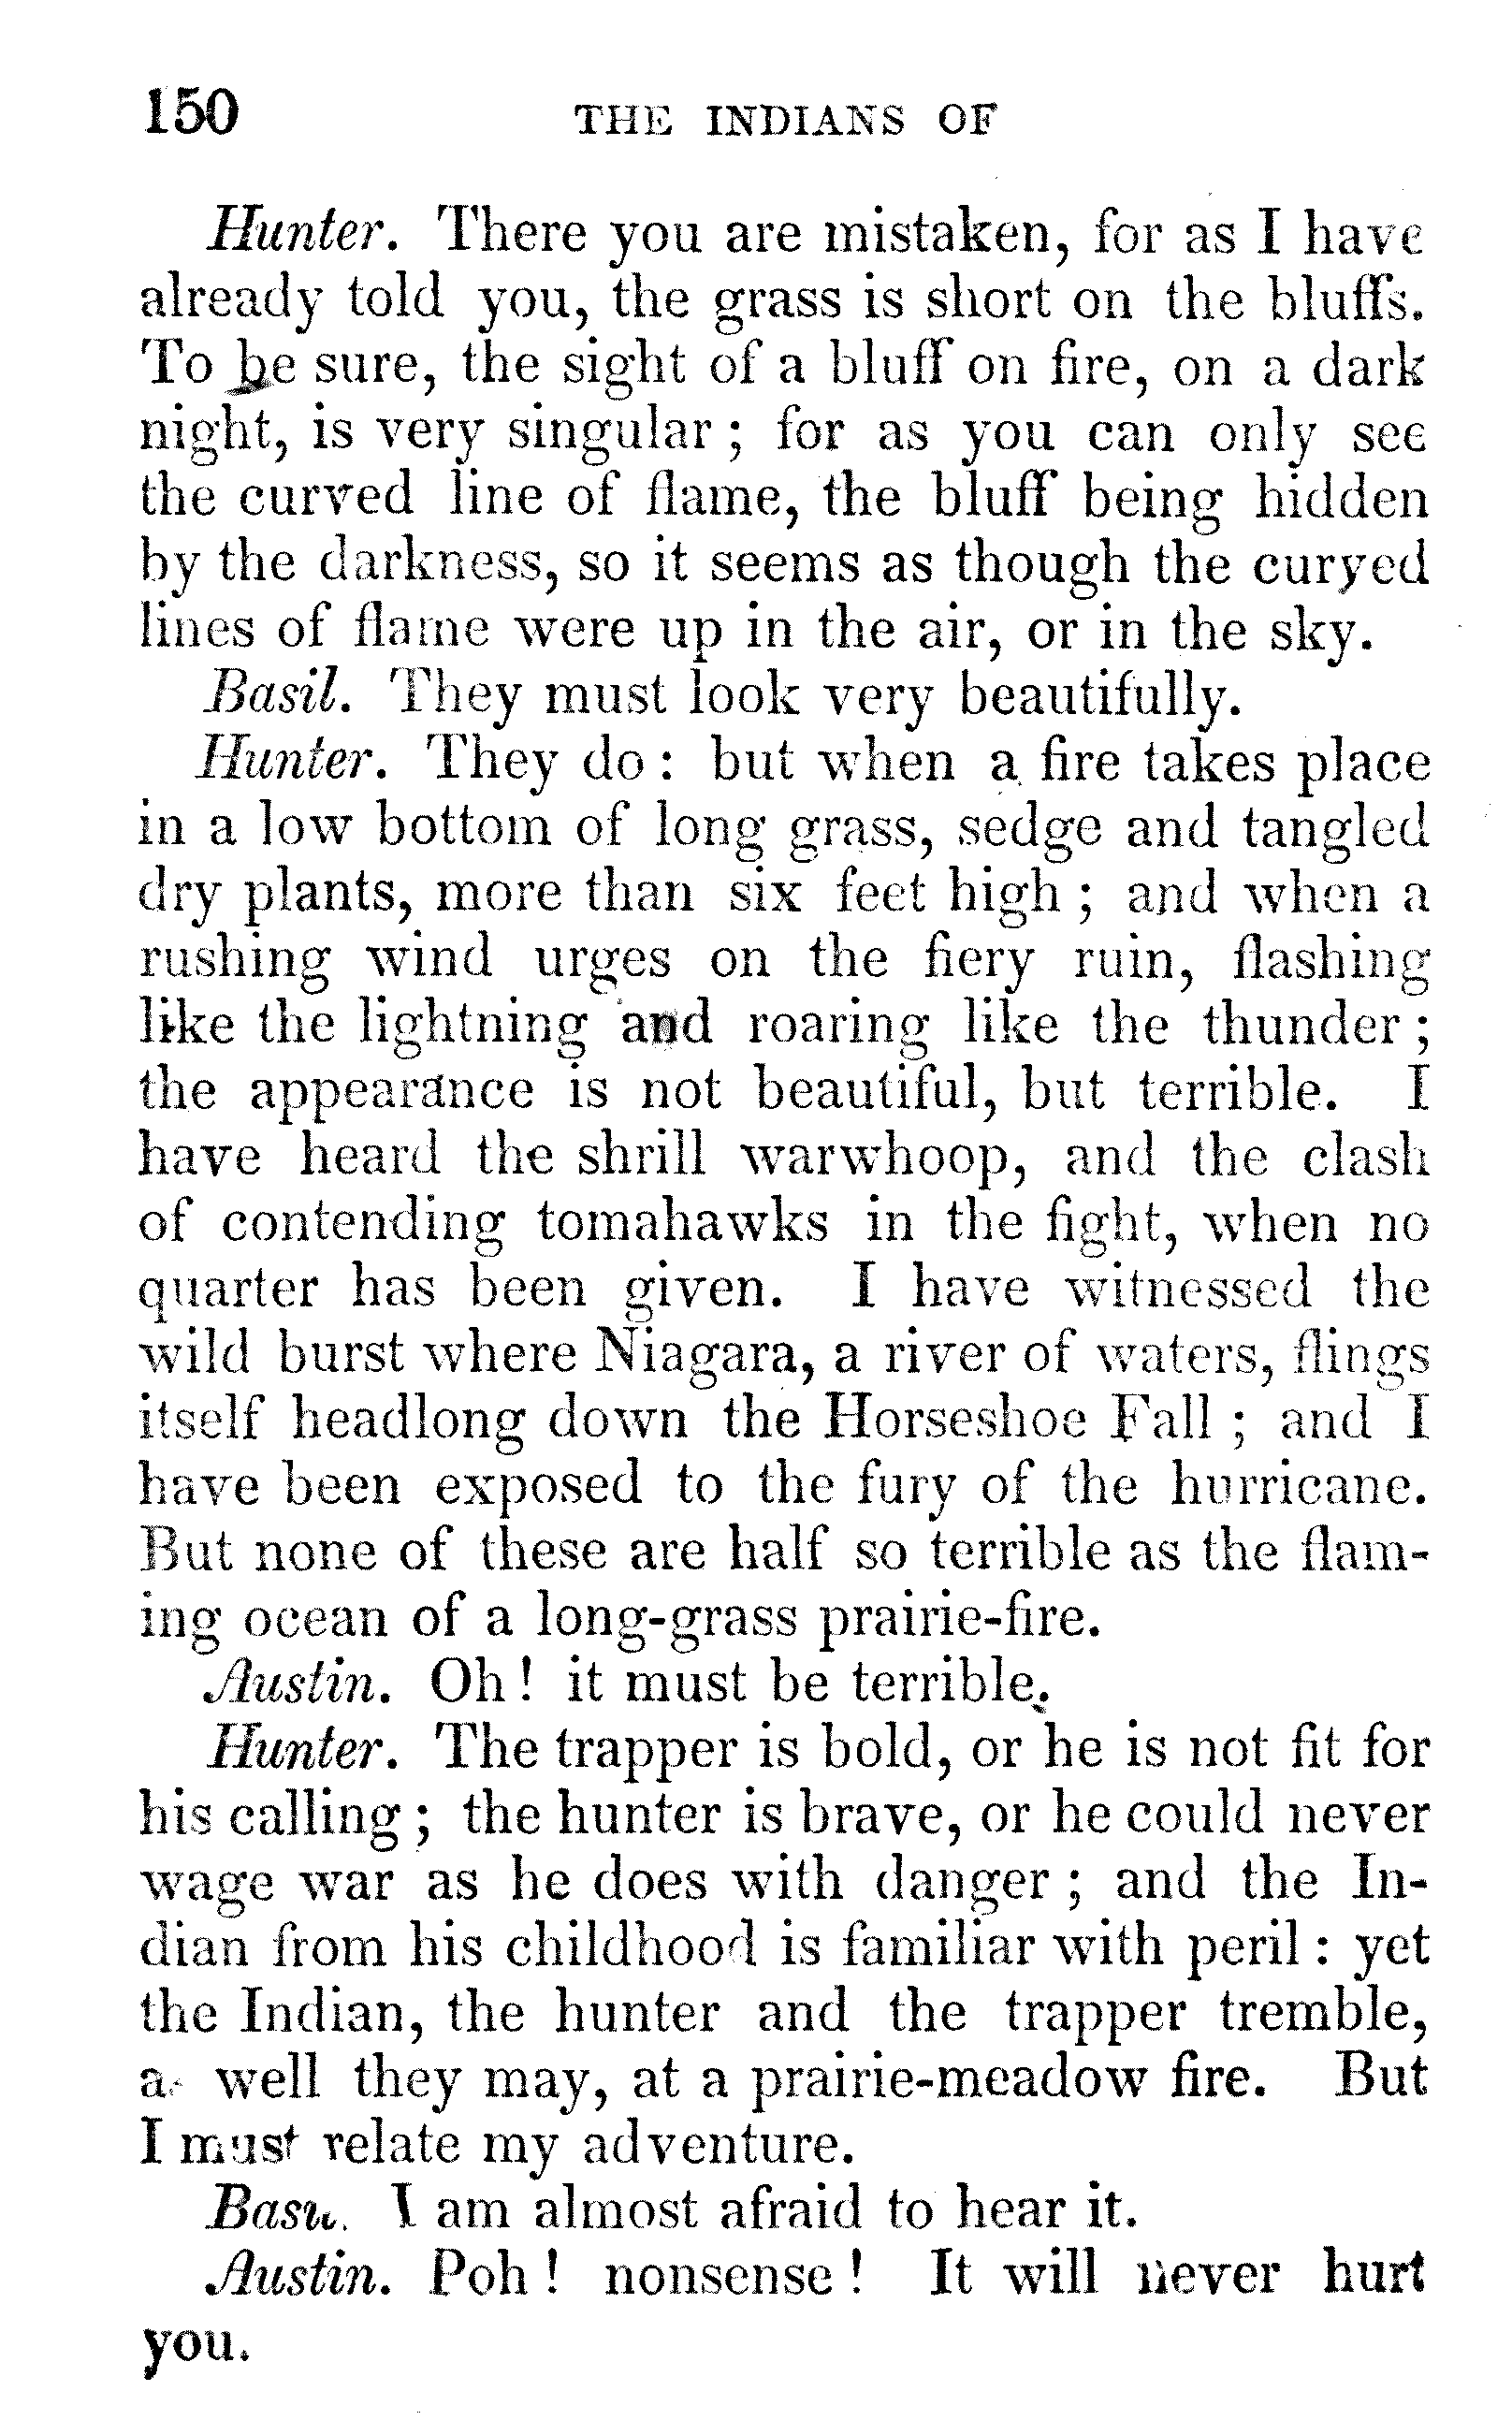 150 THE INDIANS OF
Hunter. There you are mistaken, for as I have
already told you, the grass is short on the bluffs.
To be sure, the sight of a bluff on fire, on a dark
night, is very singular; for as you can only see
the curved line of flame, the bluff being hidden
by the darkness, so it seems as though the curved
lines of flame were up in the air, or in the sky.
Basil. They must look very beautifully.
Hunter. They do: but when a fire takes place
in a low bottom of long grass, sedge and tangled
dry plants, more than six feet high; and when a
rushing wind urges on the fiery ruin, flashing
like the lightning and roaring like the thunder;
the appearance is not beautiful, but terrible. I
have heard the shrill warwhoop, and the clash
of contending tomahawks in the fight, when no
quarter has been given. I have witnessed the
wild burst where Niagara, a river of waters, flings
itself headlong down the Horseshoe Fall; and I
have been exposed to the fury of the hurricane.
But none of these are half so terrible as the flam-
ing ocean of a long-grass prairie-fire.
Austin. Oh! it must be terrible.
Hunter. The trapper is bold, or he is not fit for
his calling; the hunter is brave, or he could never
wage war as he does with danger; and the In-
dian from his childhood is familiar with peril: yet
the Indian, the hunter and the trapper tremble,
as well they may, at a prairie-meadow fire. But
I must relate my adventure.
Basil. I am almost afraid to hear it.
Austin. Poh! nonsense! It will never hurt
you.